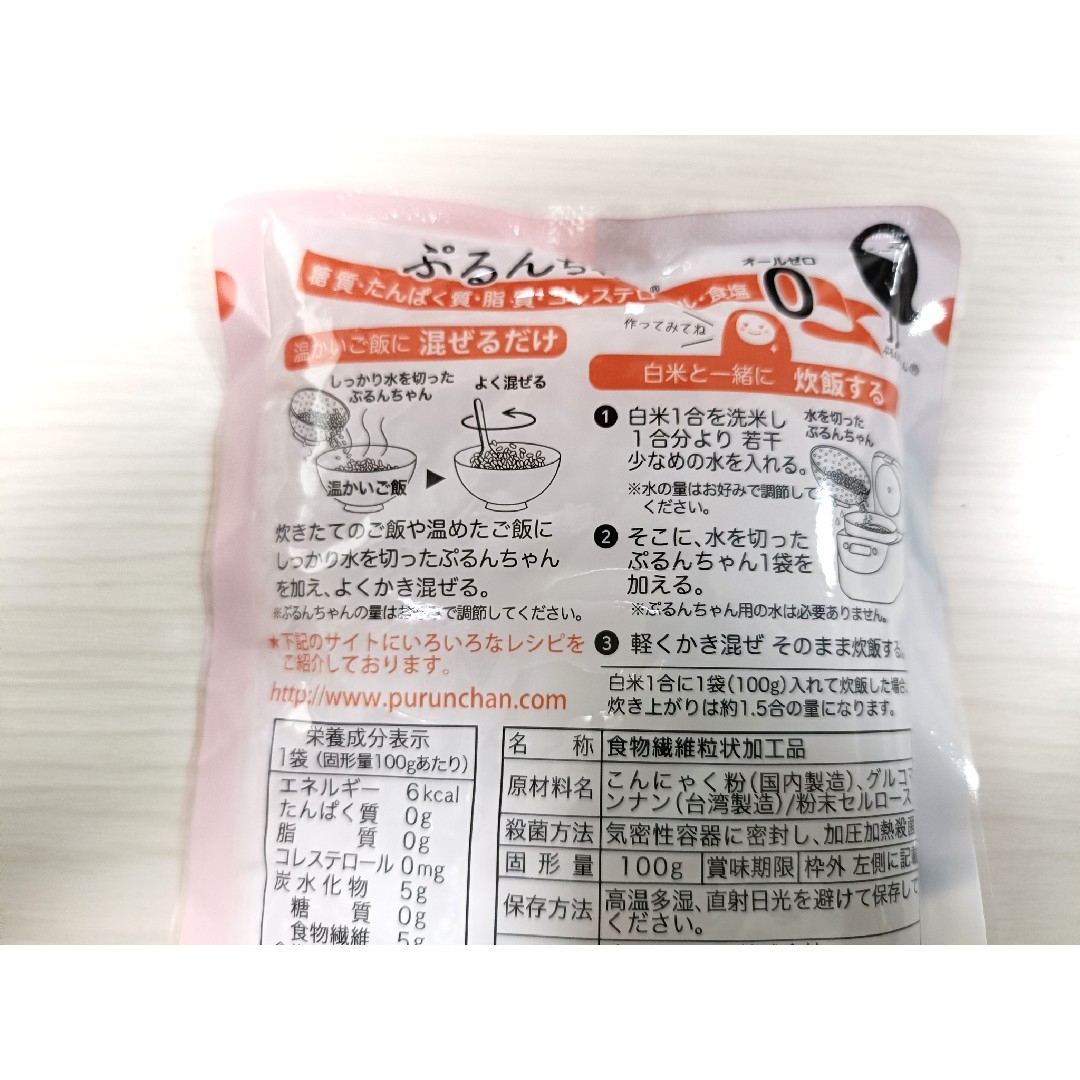 ぷるんちゃ
オールゼロ
0
糖質・たんぱく質・脂質・コレステロール・食塩
作ってみてね
温かいご飯に 混ぜるだけ
しっかり水を切った
ぷるんちゃん
よく混ぜる
温かいご飯
炊きたてのご飯や温めたご飯に
しっかり水を切ったぷるんちゃん
を加え、よくかき混ぜる。
※ぷるんちゃんの量はお好みで調節してください。
★下記のサイトにいろいろなレシピを
ご紹介しております。
http://www.purunchan.com
白米と一緒に 炊飯する
❶ 白米1合を洗米し
1合分より 若干
少なめの水を入れる。
※水の量はお好みで調節して
ください。
水を切った
ぷるんちゃん
❷ そこに、水を切った
ぷるんちゃん1袋を
加える。
※ぷるんちゃん用の水は必要ありません。
❸ 軽くかき混ぜ そのまま炊飯する。
白米1合に1袋(100g)入れて炊飯した場合、
炊き上がりは約1.5合の量になります。
栄養成分表示
1袋(固形量100gあたり)
エネルギー 6kcal
たんぱく質 0g
脂質 0g
コレステロール 0mg
炭水化物 5g
糖質 0g
食物繊維 5g
名称 食物繊維粒状加工品
原材料名 こんにゃく粉(国内製造)、グルコマ
ンナン(台湾製造)/粉末セルロース
殺菌方法 気密性容器に密封し、加圧加熱殺菌
固形量 100g 賞味期限 枠外 左側に記載
保存方法 高温多湿、直射日光を避けて保存して
ください。